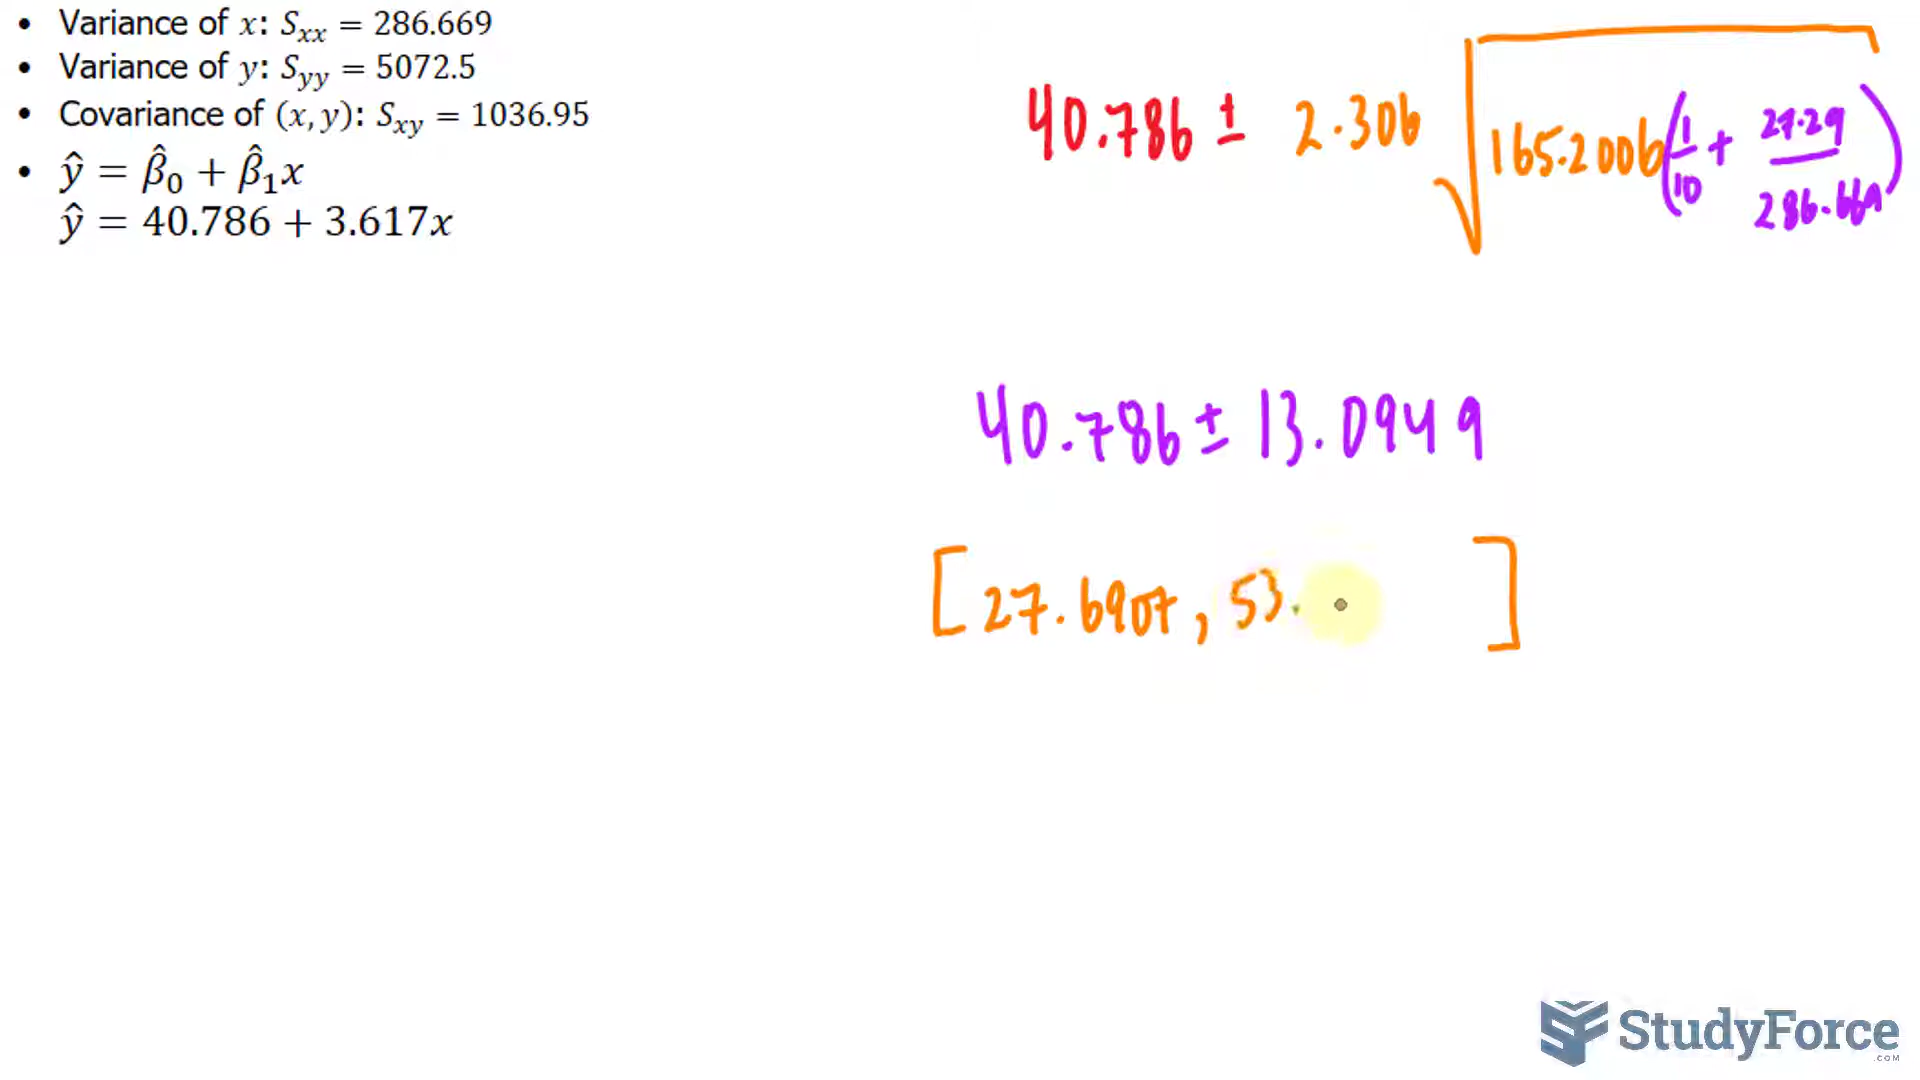 • Variance of x: Sₓₓ = 286.669
• Variance of y: S_yy = 5072.5
• Covariance of (x, y): S_xy = 1036.95
• ŷ = β̂₀ + β̂₁x
ŷ = 40.786 + 3.617x
40.786 ± 2.306 √(165.2006(1/10 + 27.29/286.669))
40.786 ± 13.0949
[27.6907, 53. ]
StudyForce
.COM